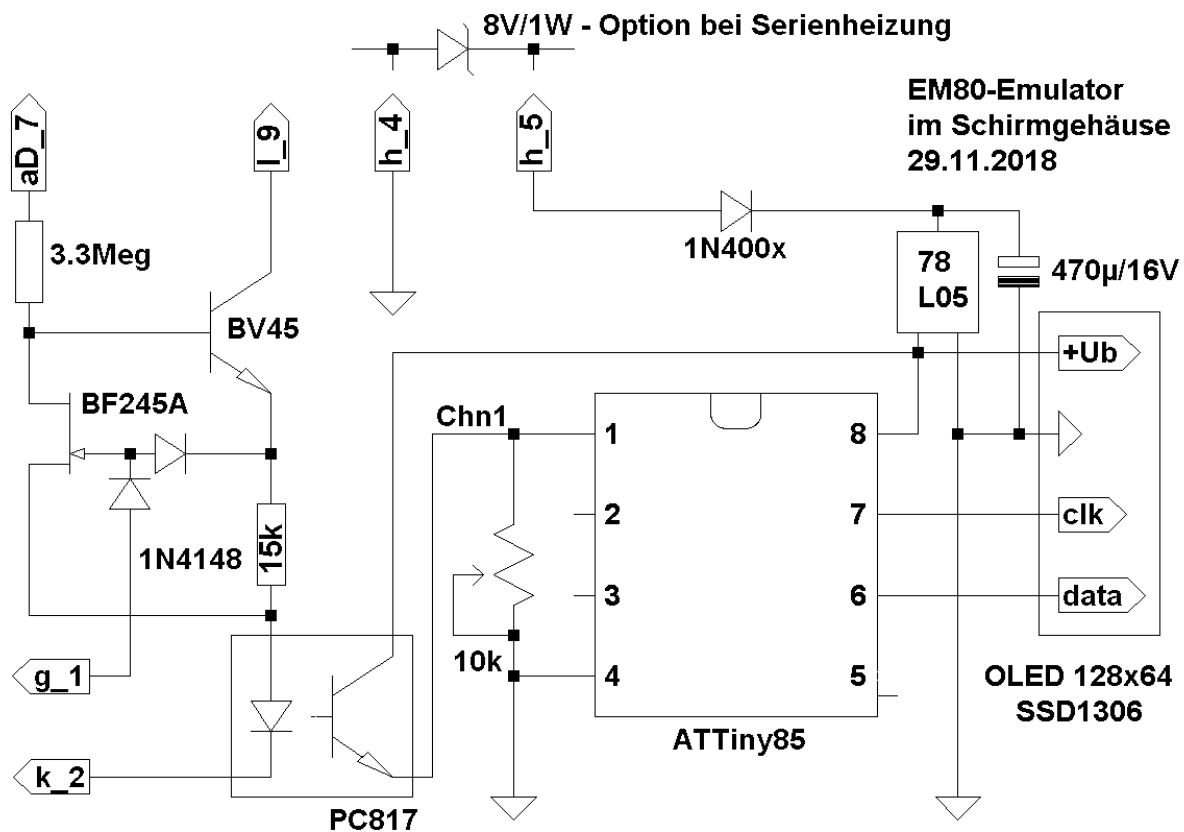 8V/1W - Option bei Serienheizung
EM80-Emulator
im Schirmgehäuse
29.11.2018
aD_7
l_9
h_4
h_5
3.3Meg
1N400x
78
L05
470µ/16V
BV45
+Ub
BF245A
Chn1
1
8
2
7
clk
15k
1N4148
3
6
data
10k
g_1
4
5
OLED 128x64
SSD1306
ATTiny85
k_2
PC817